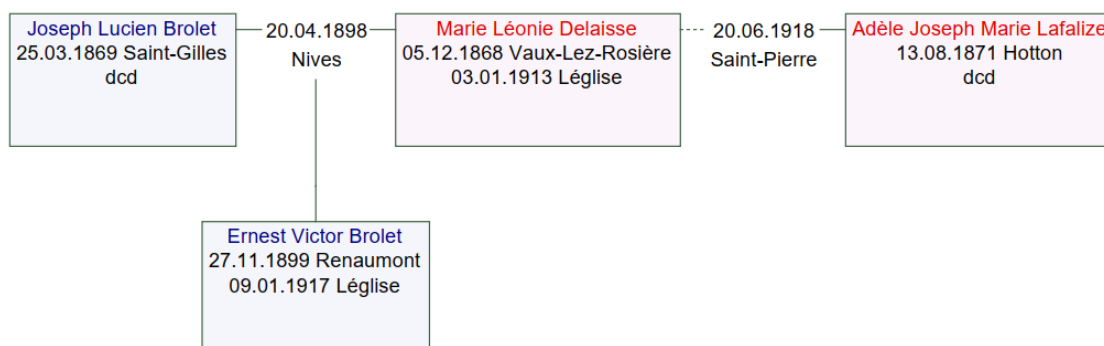 Joseph Lucien Brolet
25.03.1869 Saint-Gilles
dcd
20.04.1898
Nives
Marie Léonie Delaisse
05.12.1868 Vaux-Lez-Rosière
03.01.1913 Léglise
20.06.1918
Saint-Pierre
Adèle Joseph Marie Lafalize
13.08.1871 Hotton
dcd
Ernest Victor Brolet
27.11.1899 Renaumont
09.01.1917 Léglise